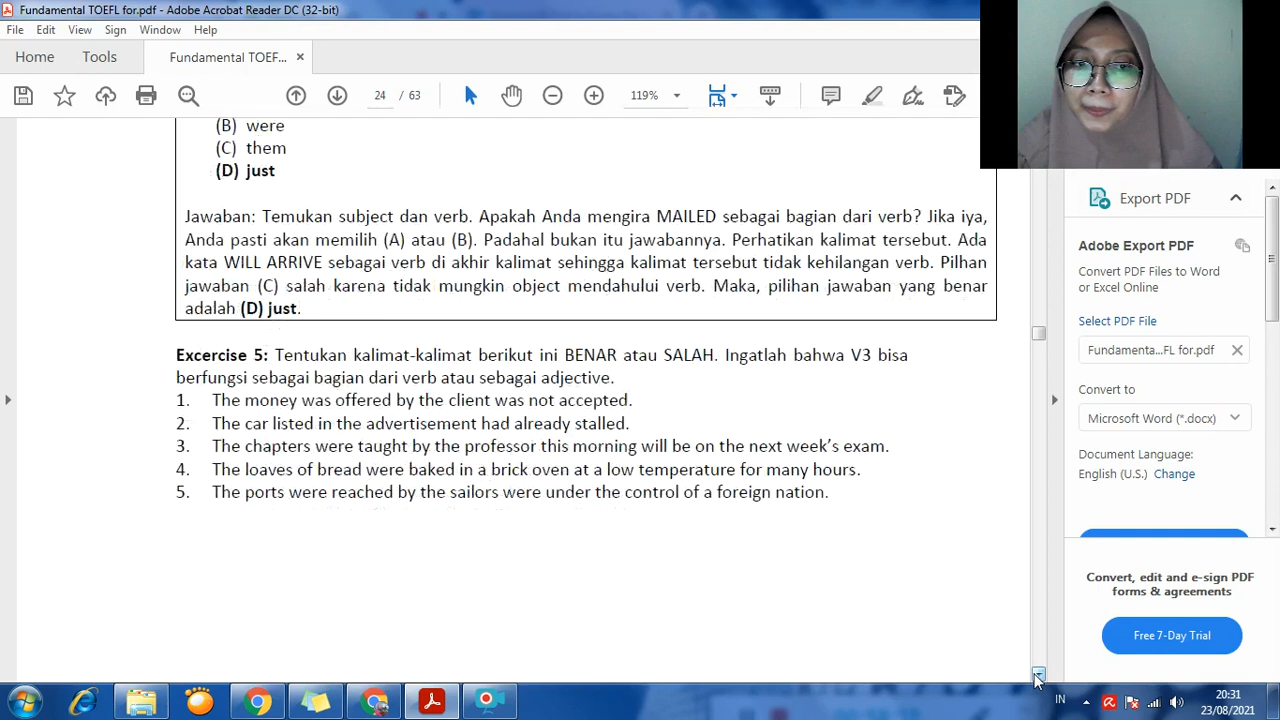 Fundamental TOEFL for.pdf - Adobe Acrobat Reader DC (32-bit)
File Edit View Sign Window Help
Home Tools Fundamental TOEF... ×
24 / 63 119%
(B) were
(C) them
(D) just
Jawaban: Temukan subject dan verb. Apakah Anda mengira MAILED sebagai bagian dari verb? Jika iya,
Anda pasti akan memilih (A) atau (B). Padahal bukan itu jawabannya. Perhatikan kalimat tersebut. Ada
kata WILL ARRIVE sebagai verb di akhir kalimat sehingga kalimat tersebut tidak kehilangan verb. Pilhan
jawaban (C) salah karena tidak mungkin object mendahului verb. Maka, pilihan jawaban yang benar
adalah (D) just.
Excercise 5: Tentukan kalimat-kalimat berikut ini BENAR atau SALAH. Ingatlah bahwa V3 bisa
berfungsi sebagai bagian dari verb atau sebagai adjective.
1. The money was offered by the client was not accepted.
2. The car listed in the advertisement had already stalled.
3. The chapters were taught by the professor this morning will be on the next week's exam.
4. The loaves of bread were baked in a brick oven at a low temperature for many hours.
5. The ports were reached by the sailors were under the control of a foreign nation.
Export PDF
Adobe Export PDF
Convert PDF Files to Word
or Excel Online
Select PDF File
Fundamenta...FL for.pdf
Convert to
Microsoft Word (*.docx)
Document Language:
English (U.S.) Change
Convert, edit and e-sign PDF
forms & agreements
Free 7-Day Trial
IN
20:31
23/08/2021